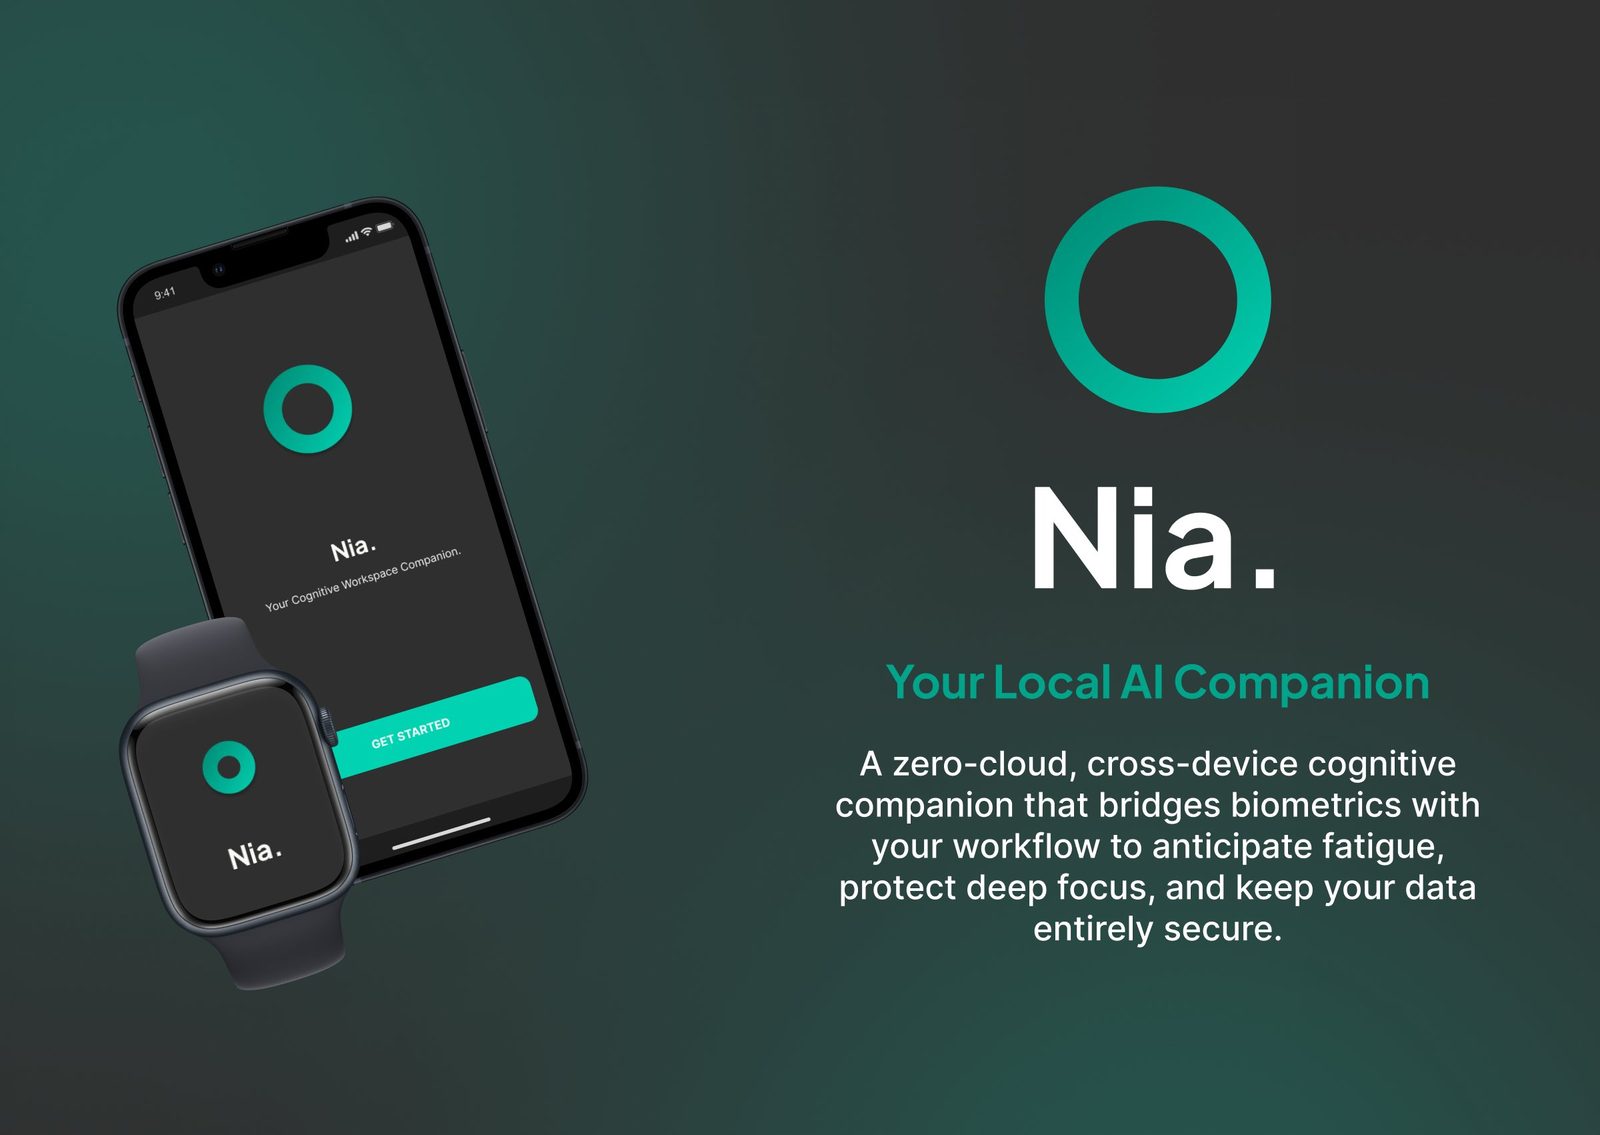 9:41
Nia.
Your Cognitive Workspace Companion.
GET STARTED
Nia.
Nia.
Your Local AI Companion
A zero-cloud, cross-device cognitive
companion that bridges biometrics with
your workflow to anticipate fatigue,
protect deep focus, and keep your data
entirely secure.